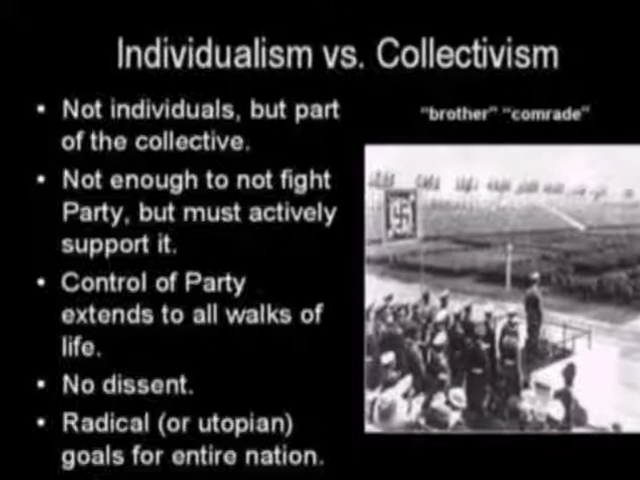 Individualism vs. Collectivism
• Not individuals, but part
of the collective.
• Not enough to not fight
Party, but must actively
support it.
• Control of Party
extends to all walks of
life.
• No dissent.
• Radical (or utopian)
goals for entire nation.
"brother" "comrade"